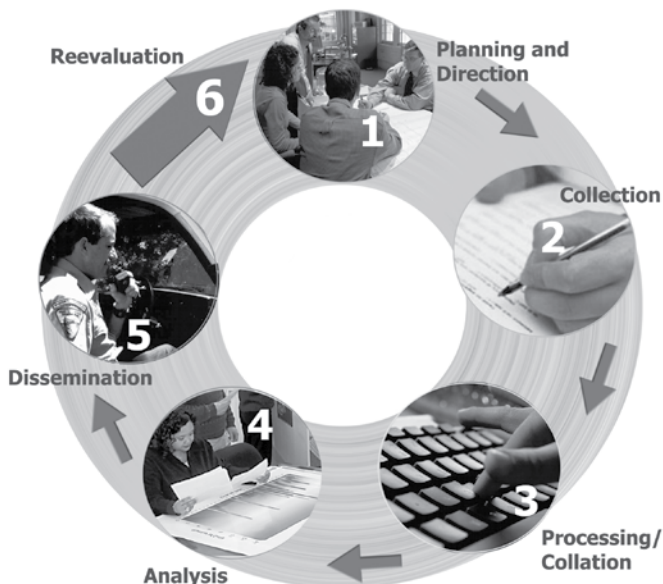 1
Planning and
Direction
2
Collection
3
Processing/
Collation
4
Analysis
5
Dissemination
6
Reevaluation